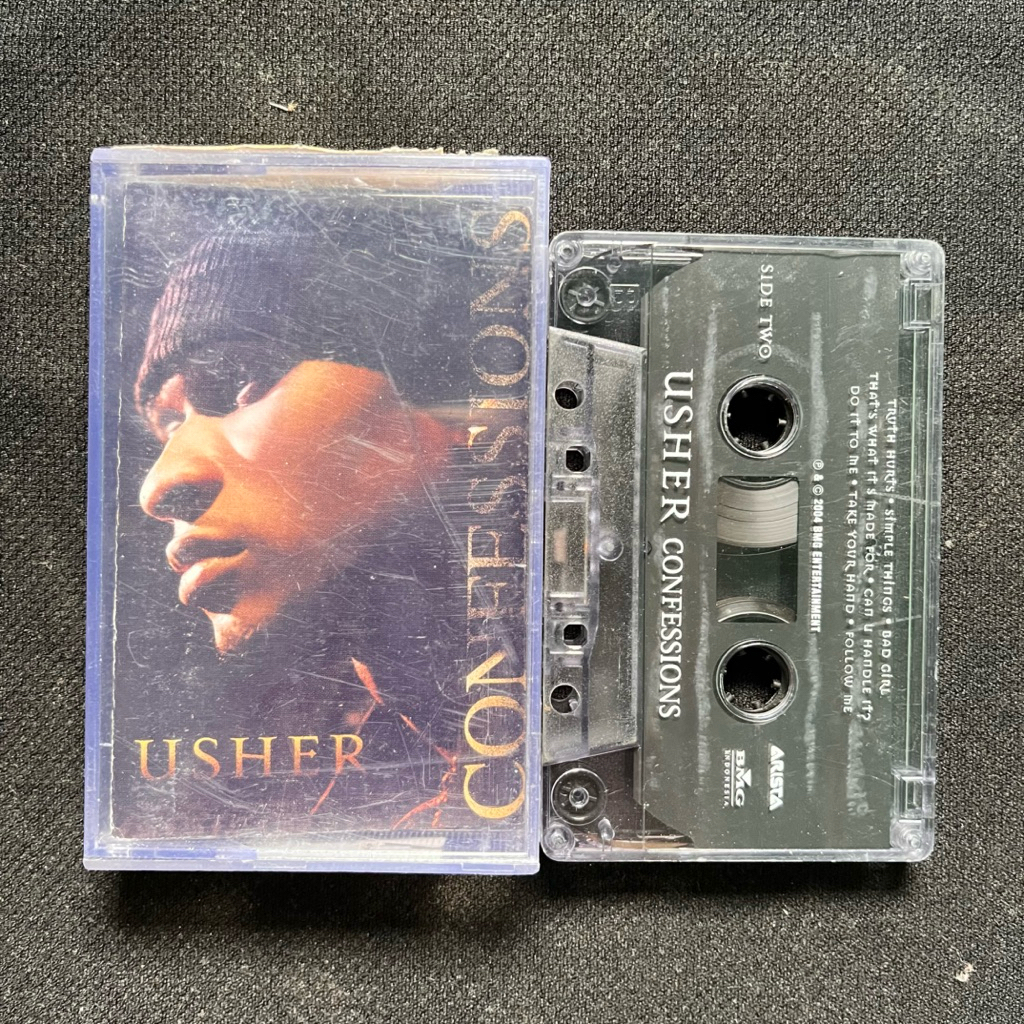 USHER
CONFESSIONS
SIDE TWO
USHER CONFESSIONS
TRUTH HURTS • SIMPLE THINGS • BAD GIRL
THAT'S WHAT IT'S MADE FOR • CAN U HANDLE IT?
DO IT TO ME • TAKE YOUR HAND • FOLLOW ME
℗ & © 2004 BMG ENTERTAINMENT
ARISTA
BMG
INDONESIA